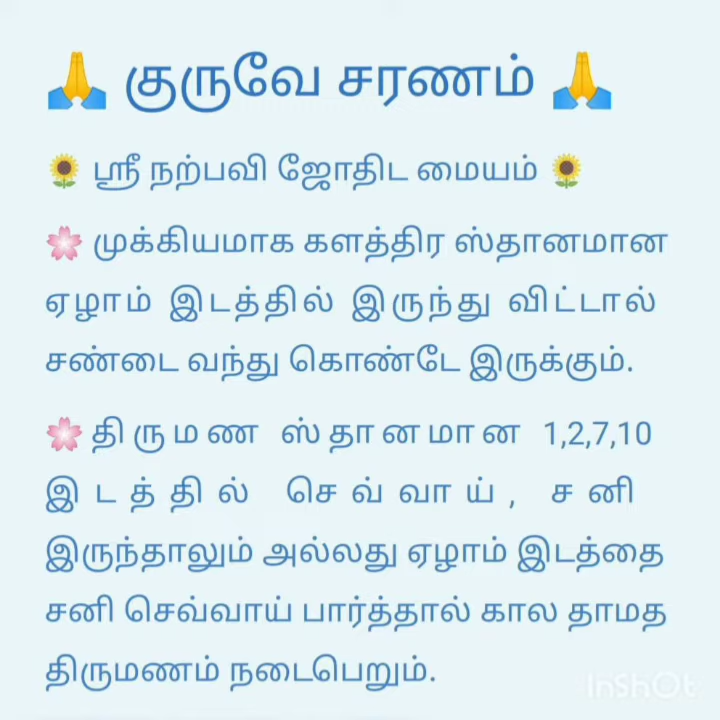 🙏 குருவே சரணம் 🙏
🌻 ஸ்ரீ நற்பவி ஜோதிட மையம் 🌻
🌸 முக்கியமாக களத்திர ஸ்தானமான
ஏழாம் இடத்தில் இருந்து விட்டால்
சண்டை வந்து கொண்டே இருக்கும்.
🌸 திருமண ஸ்தானமான 1,2,7,10
இடத்தில் செவ்வாய், சனி
இருந்தாலும் அல்லது ஏழாம் இடத்தை
சனி செவ்வாய் பார்த்தால் கால தாமத
திருமணம் நடைபெறும்.
InShOt